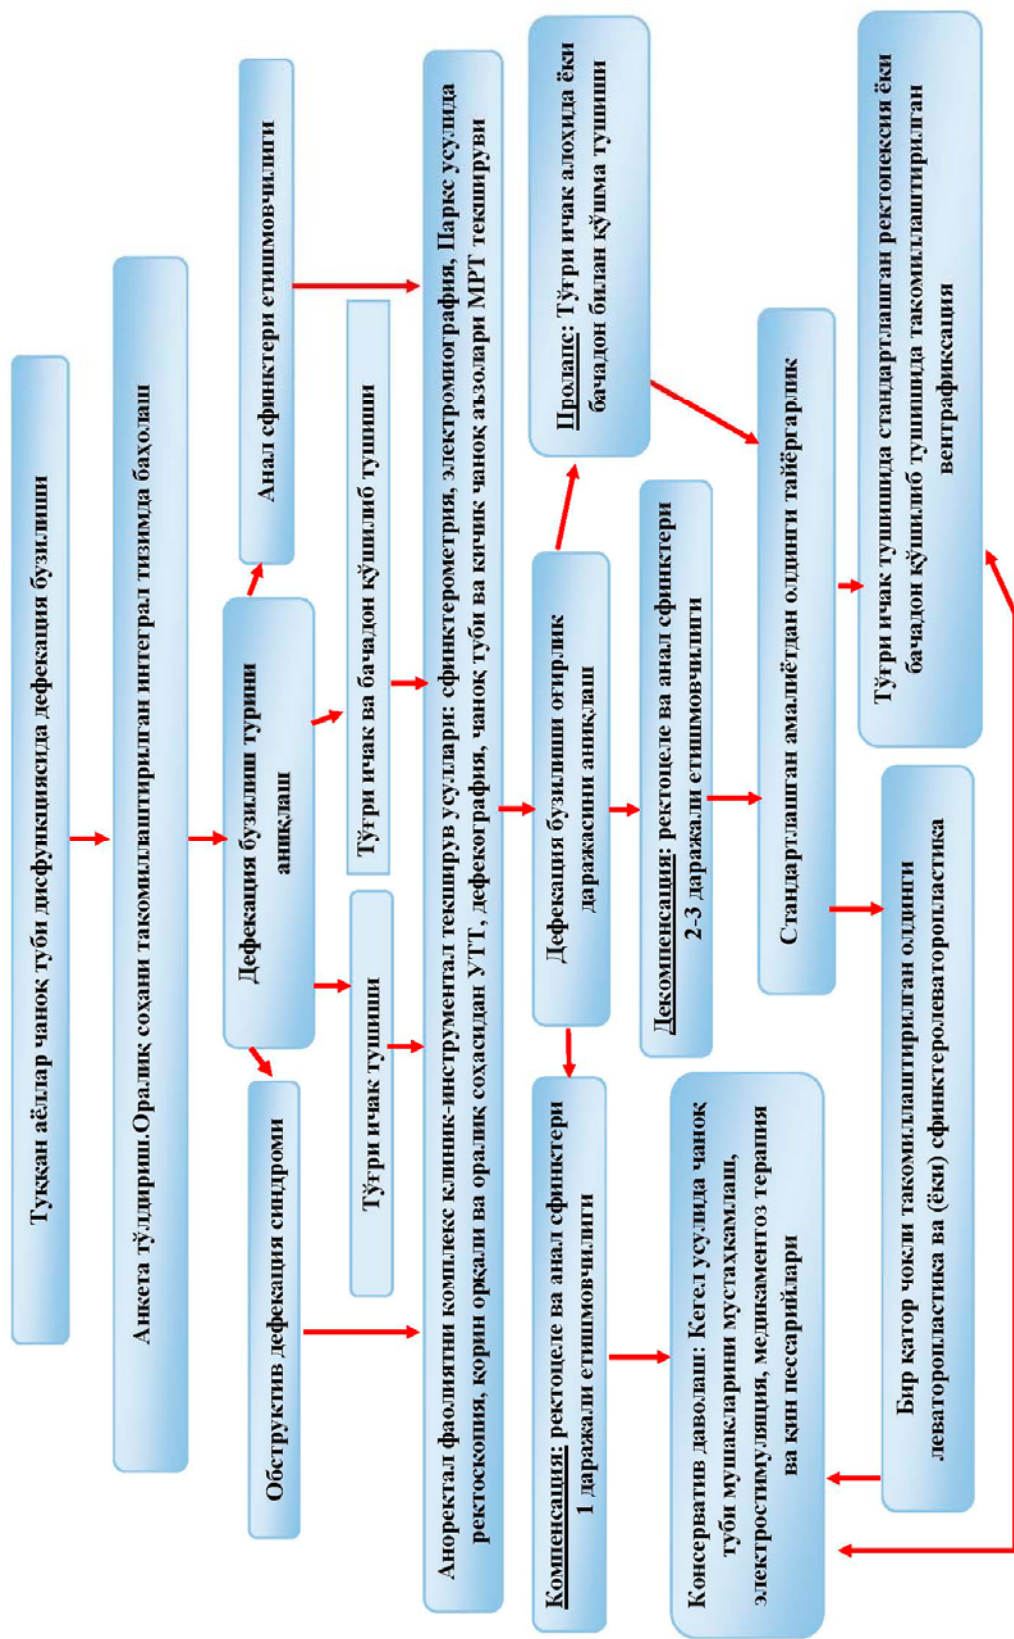 Туққан аёллар чаноқ туби дисфункциясида дефекация бузилиши
Анкета тўлдириш.Оралиқ соҳани такомиллаштирилган интеграл тизимда баҳолаш
Дефекация бузилиш турини
аниқлаш
Обструктив дефекация синдроми
Тўғри ичак тушиши
Тўғри ичак ва бачадон қўшилиб тушиши
Анал сфинктери етишмовчилиги
Аноректал фаолиятни комплекс клиник-инструментал текширув усуллари: сфинктерометрия, электромиография, Паркс усулида
ректоскопия, қорин орқали ва оралиқ соҳасидан УТТ, дефекография, чаноқ туби ва кичик чаноқ аъзолари МРТ текшируви
Дефекация бузилиши оғирлик
даражасини аниқлаш
Компенсация: ректоцеле ва анал сфинктери
1 даражали етишмовчилиги
Декомпенсация: ректоцеле ва анал сфинктери
2-3 даражали етишмовчилиги
Пролапс: Тўғри ичак алоҳида ёки
бачадон билан қўшма тушиши
Консерватив даволаш: Кегел усулида чанок
туби мушакларини мустаҳкамлаш,
электростимуляция, медикаментоз терапия
ва қин пессарийлари
Стандартлашган амалиётдан олдинги тайёргарлик
Бир қатор чокли такомиллаштирилган олдинги
леваторопластика ва (ёки) сфинктеролеваторопластика
Тўғри ичак тушишида стандартлашган ректопексия ёки
бачадон қўшилиб тушишида такомиллаштирилган
вентрафиксация